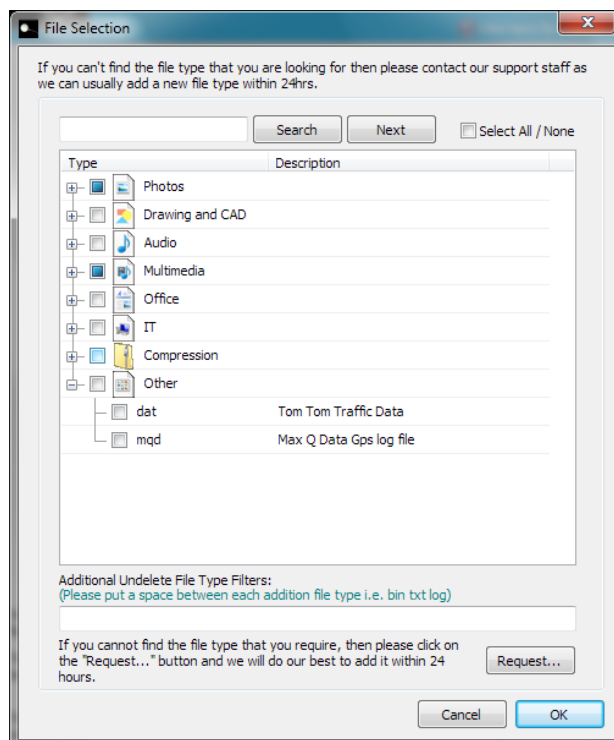 File Selection
If you can't find the file type that you are looking for then please contact our support staff as
we can usually add a new file type within 24hrs.
Search Next Select All / None
Type Description
Photos
Drawing and CAD
Audio
Multimedia
Office
IT
Compression
Other
dat Tom Tom Traffic Data
mqd Max Q Data Gps log file
Additional Undelete File Type Filters:
(Please put a space between each addition file type i.e. bin txt log)
If you cannot find the file type that you require, then please click on
the "Request..." button and we will do our best to add it within 24
hours.
Request...
Cancel OK